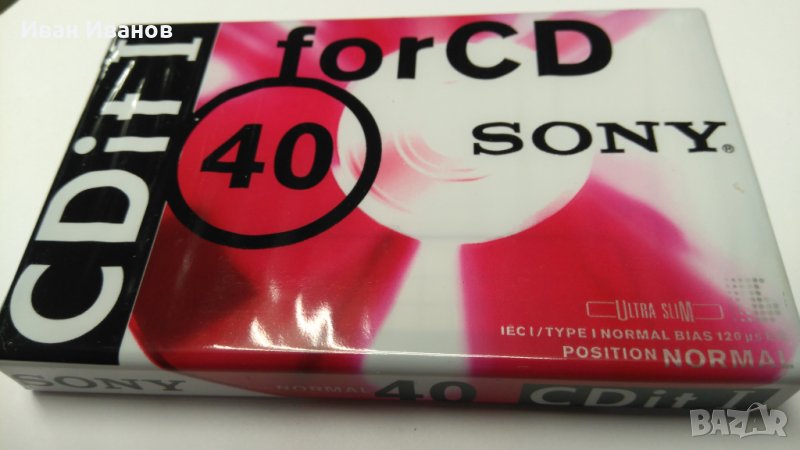 Иван Иванов
CDit I
forCD
40
SONY®
ULTRA SLIM
IEC I / TYPE I NORMAL BIAS 120 µs
POSITION NORMAL
SONY
NORMAL 40 CDit I
BAZAR